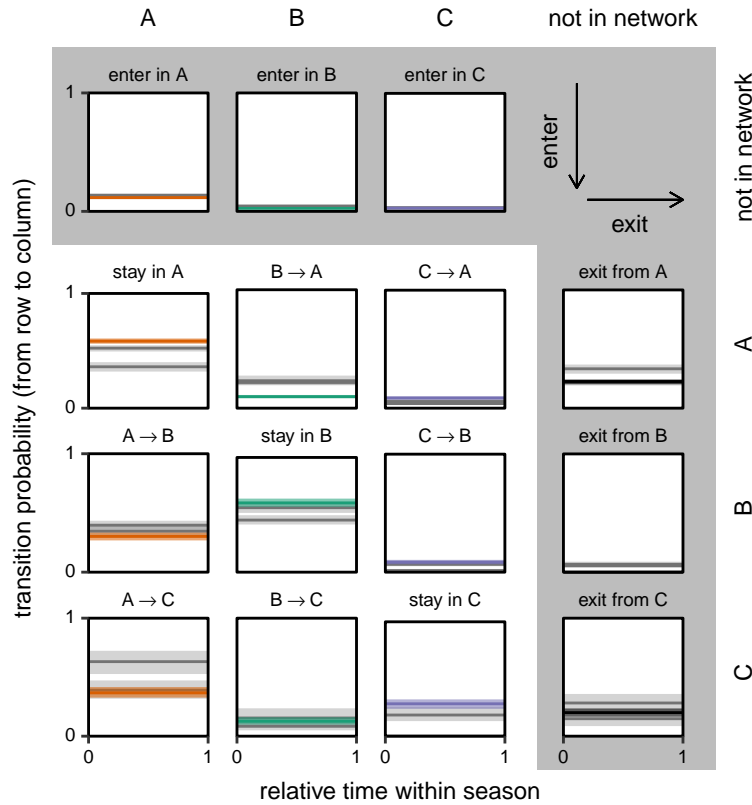 A B C not in network
enter in A enter in B enter in C
1
0
enter
exit
not in network
stay in A B → A C → A exit from A
1
0
A
A → B stay in B C → B exit from B
1
0
B
A → C B → C stay in C exit from C
1
0
C
0 1 0 1 0 1 0 1
relative time within season
transition probability (from row to column)